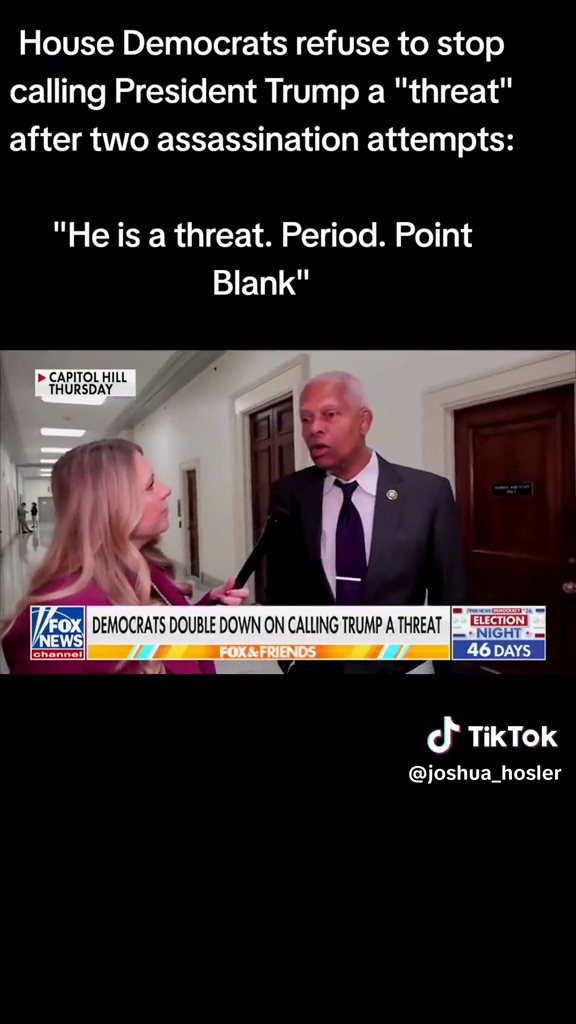 House Democrats refuse to stop
calling President Trump a "threat"
after two assassination attempts:
"He is a threat. Period. Point
Blank"
CAPITOL HILL
THURSDAY
FOX
NEWS
channel
DEMOCRATS DOUBLE DOWN ON CALLING TRUMP A THREAT
FOX&FRIENDS
ELECTION
NIGHT
46 DAYS
TikTok
@joshua_hosler